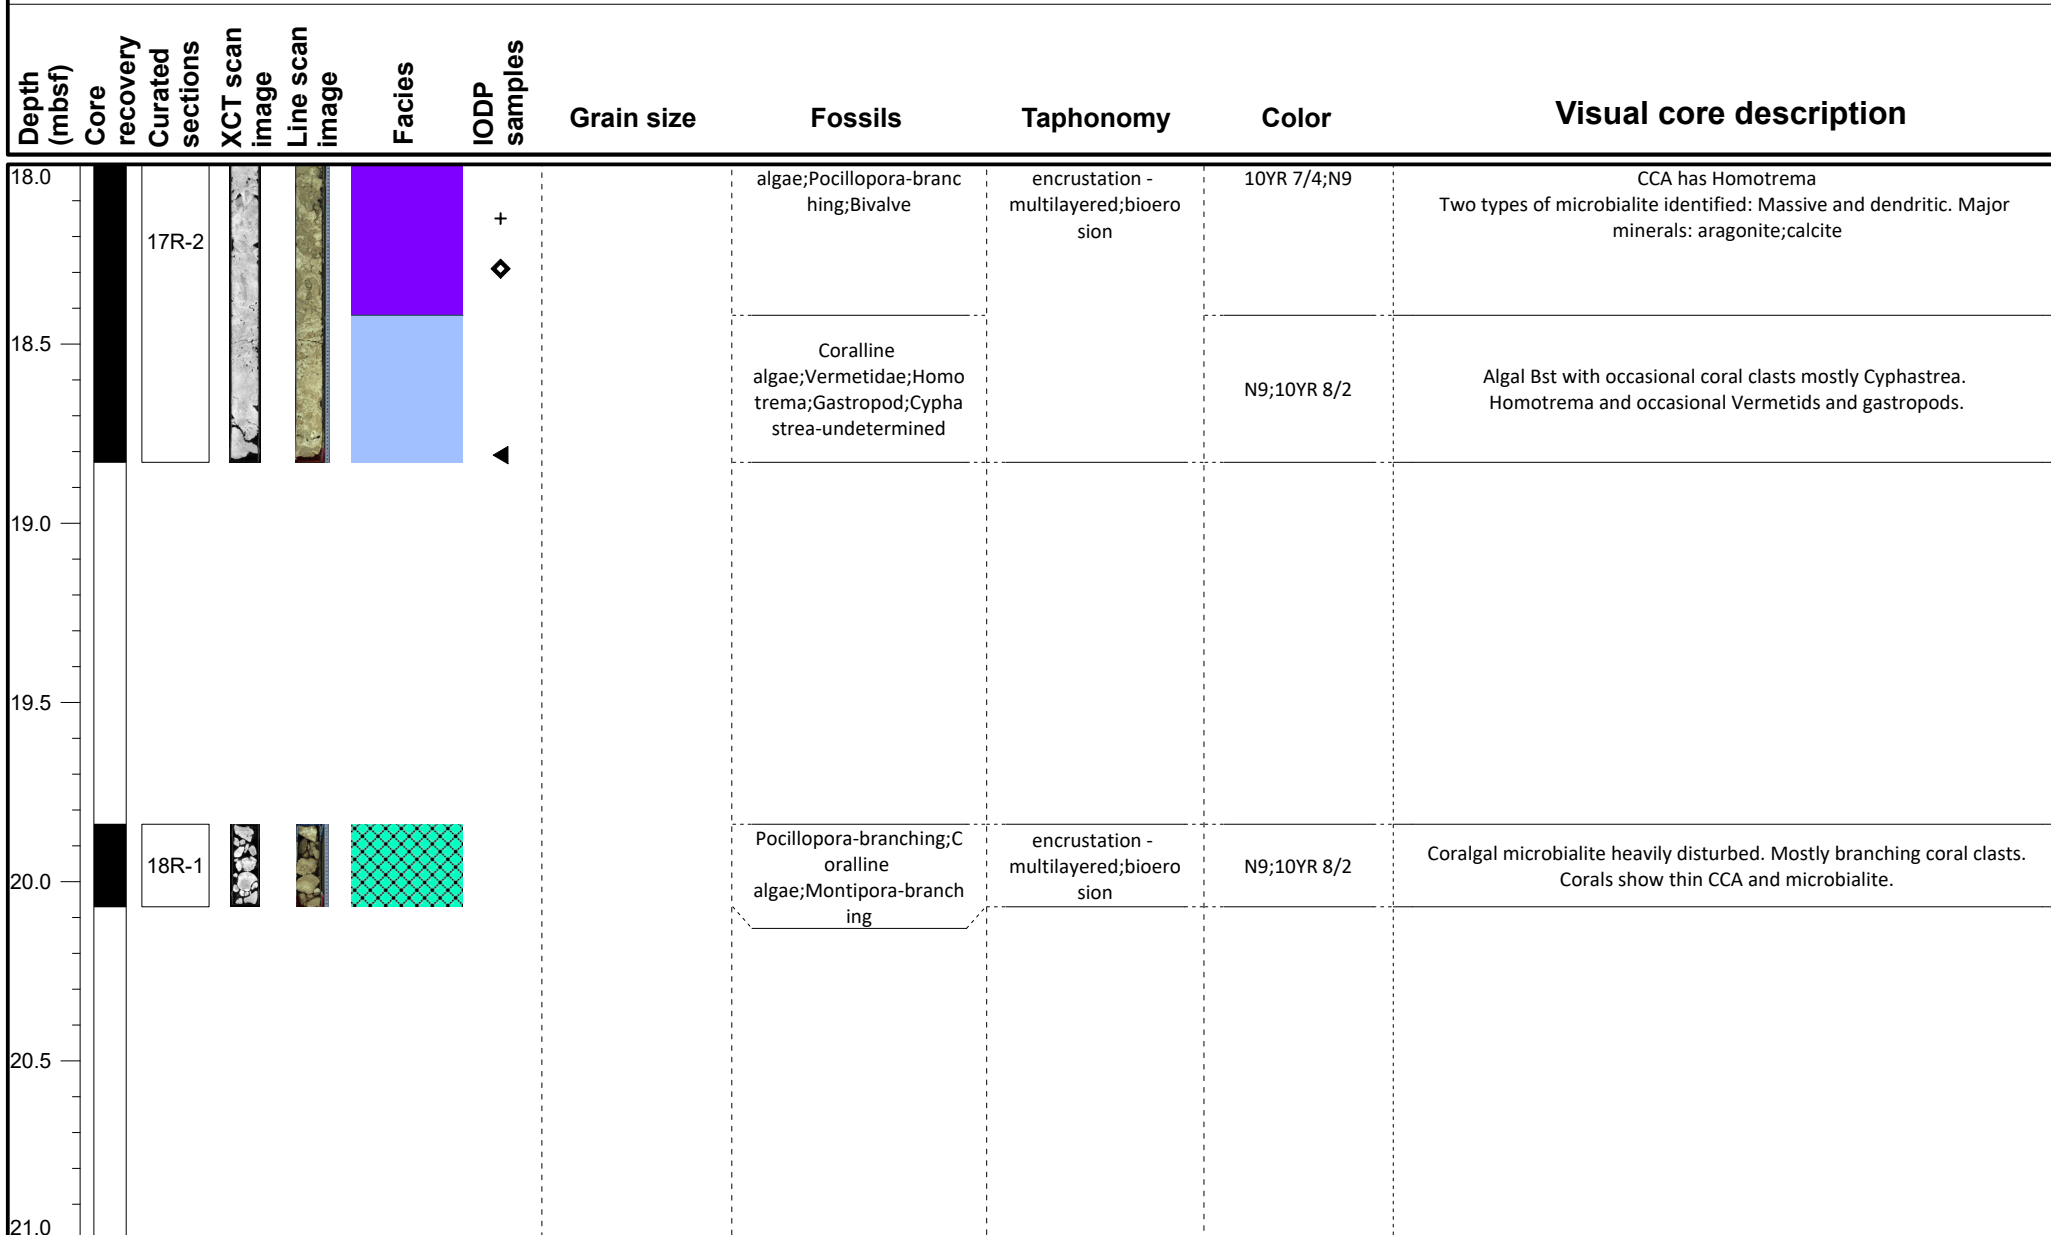 Depth
(mbsf)
Core
recovery
Curated
sections
XCT scan
image
Line scan
image
Facies
IODP
samples
Grain size
Fossils
Taphonomy
Color
Visual core description
18.0
17R-2
algae;Pocillopora-branc
hing;Bivalve
encrustation -
multilayered;bioero
sion
10YR 7/4;N9
CCA has Homotrema
Two types of microbialite identified: Massive and dendritic. Major
minerals: aragonite;calcite
18.5
Coralline
algae;Vermetidae;Homo
trema;Gastropod;Cypha
strea-undetermined
N9;10YR 8/2
Algal Bst with occasional coral clasts mostly Cyphastrea.
Homotrema and occasional Vermetids and gastropods.
19.0
19.5
18R-1
Pocillopora-branching;C
oralline
algae;Montipora-branch
ing
encrustation -
multilayered;bioero
sion
N9;10YR 8/2
Coralgal microbialite heavily disturbed. Mostly branching coral clasts.
Corals show thin CCA and microbialite.
20.0
20.5
21.0